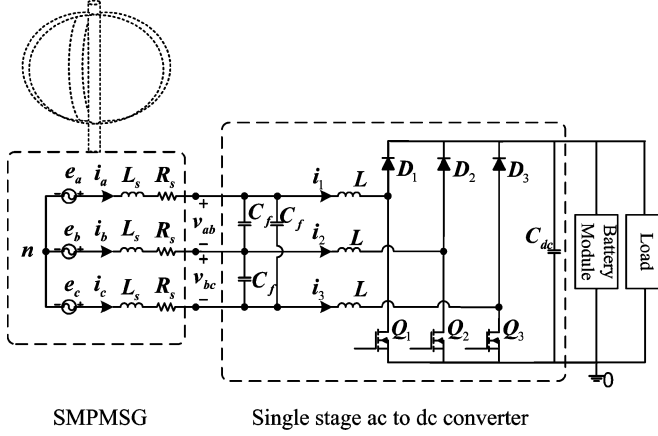 e_a i_a L_s R_s
e_b i_b L_s R_s
e_c i_c L_s R_s
n
+
v_ab
−
+
v_bc
−
C_f C_f
C_f
i_1 L
i_2 L
i_3 L
D_1 D_2 D_3
Q_1 Q_2 Q_3
C_dc
Battery
Module
Load
0
SMPMSG
Single stage ac to dc converter